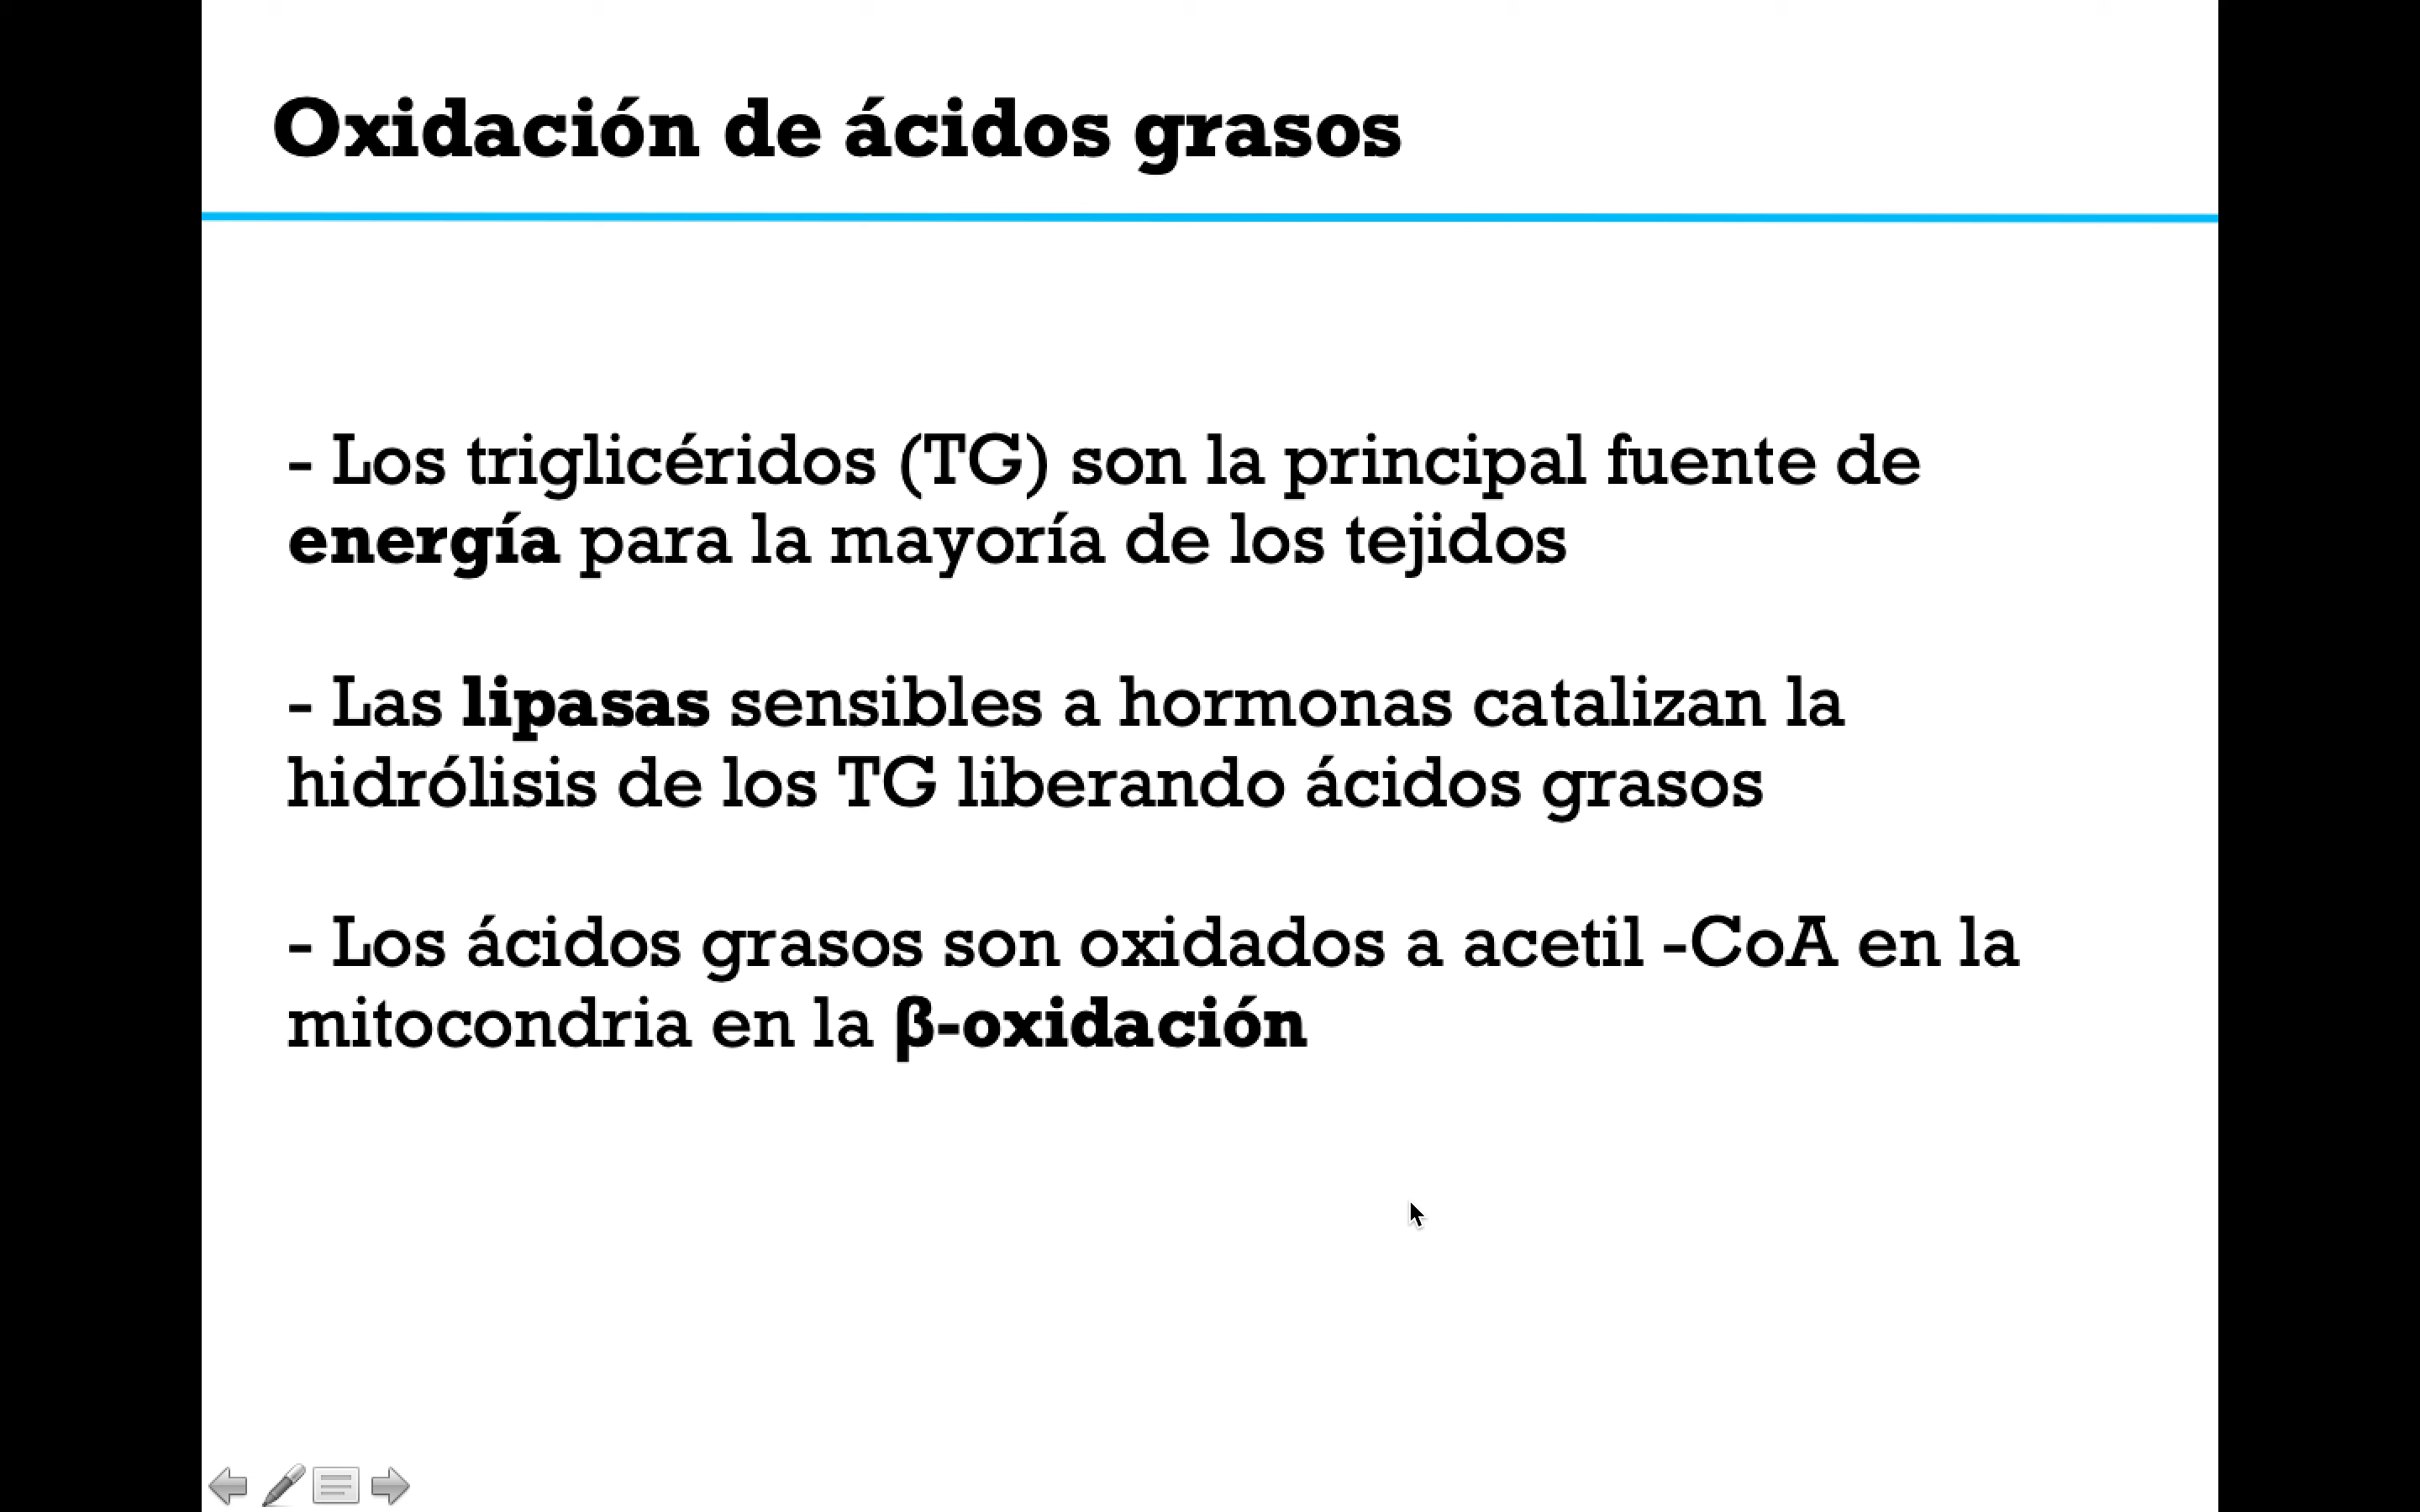 Oxidación de ácidos grasos
- Los triglicéridos (TG) son la principal fuente de
energía para la mayoría de los tejidos
- Las lipasas sensibles a hormonas catalizan la
hidrólisis de los TG liberando ácidos grasos
- Los ácidos grasos son oxidados a acetil -CoA en la
mitocondria en la β-oxidación